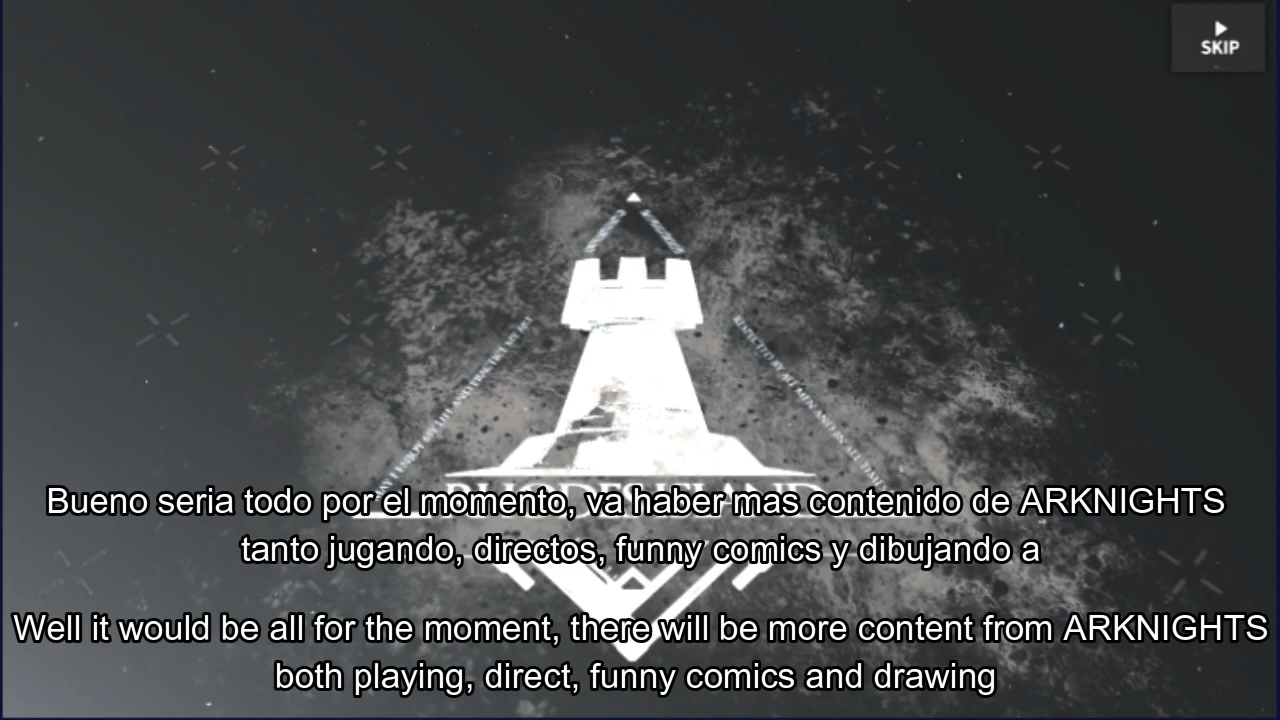 SKIP
RHODES ISLAND
Bueno seria todo por el momento, va haber mas contenido de ARKNIGHTS
tanto jugando, directos, funny comics y dibujando a
Well it would be all for the moment, there will be more content from ARKNIGHTS
both playing, direct, funny comics and drawing